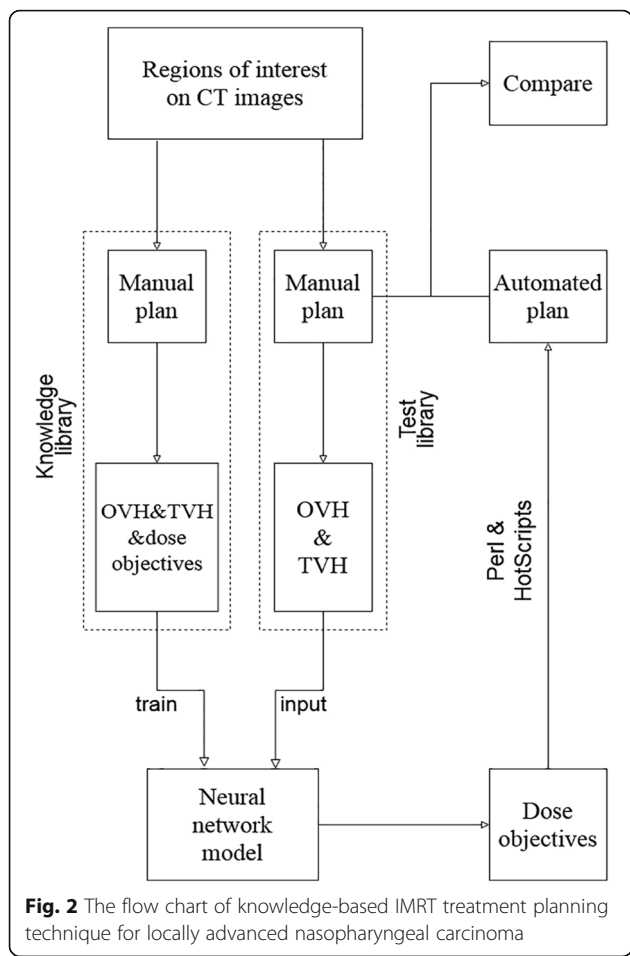 Regions of interest
on CT images
Compare
Manual
plan
Manual
plan
Automated
plan
Knowledge
library
Test
library
OVH&TVH
&dose
objectives
OVH
&
TVH
Perl &
HotScripts
train
input
Neural
network
model
Dose
objectives
Fig. 2 The flow chart of knowledge-based IMRT treatment planning
technique for locally advanced nasopharyngeal carcinoma